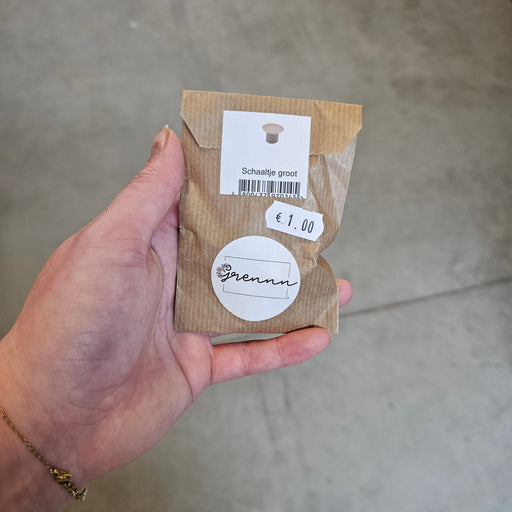 Schaaltje groot
€1.00
Grennn